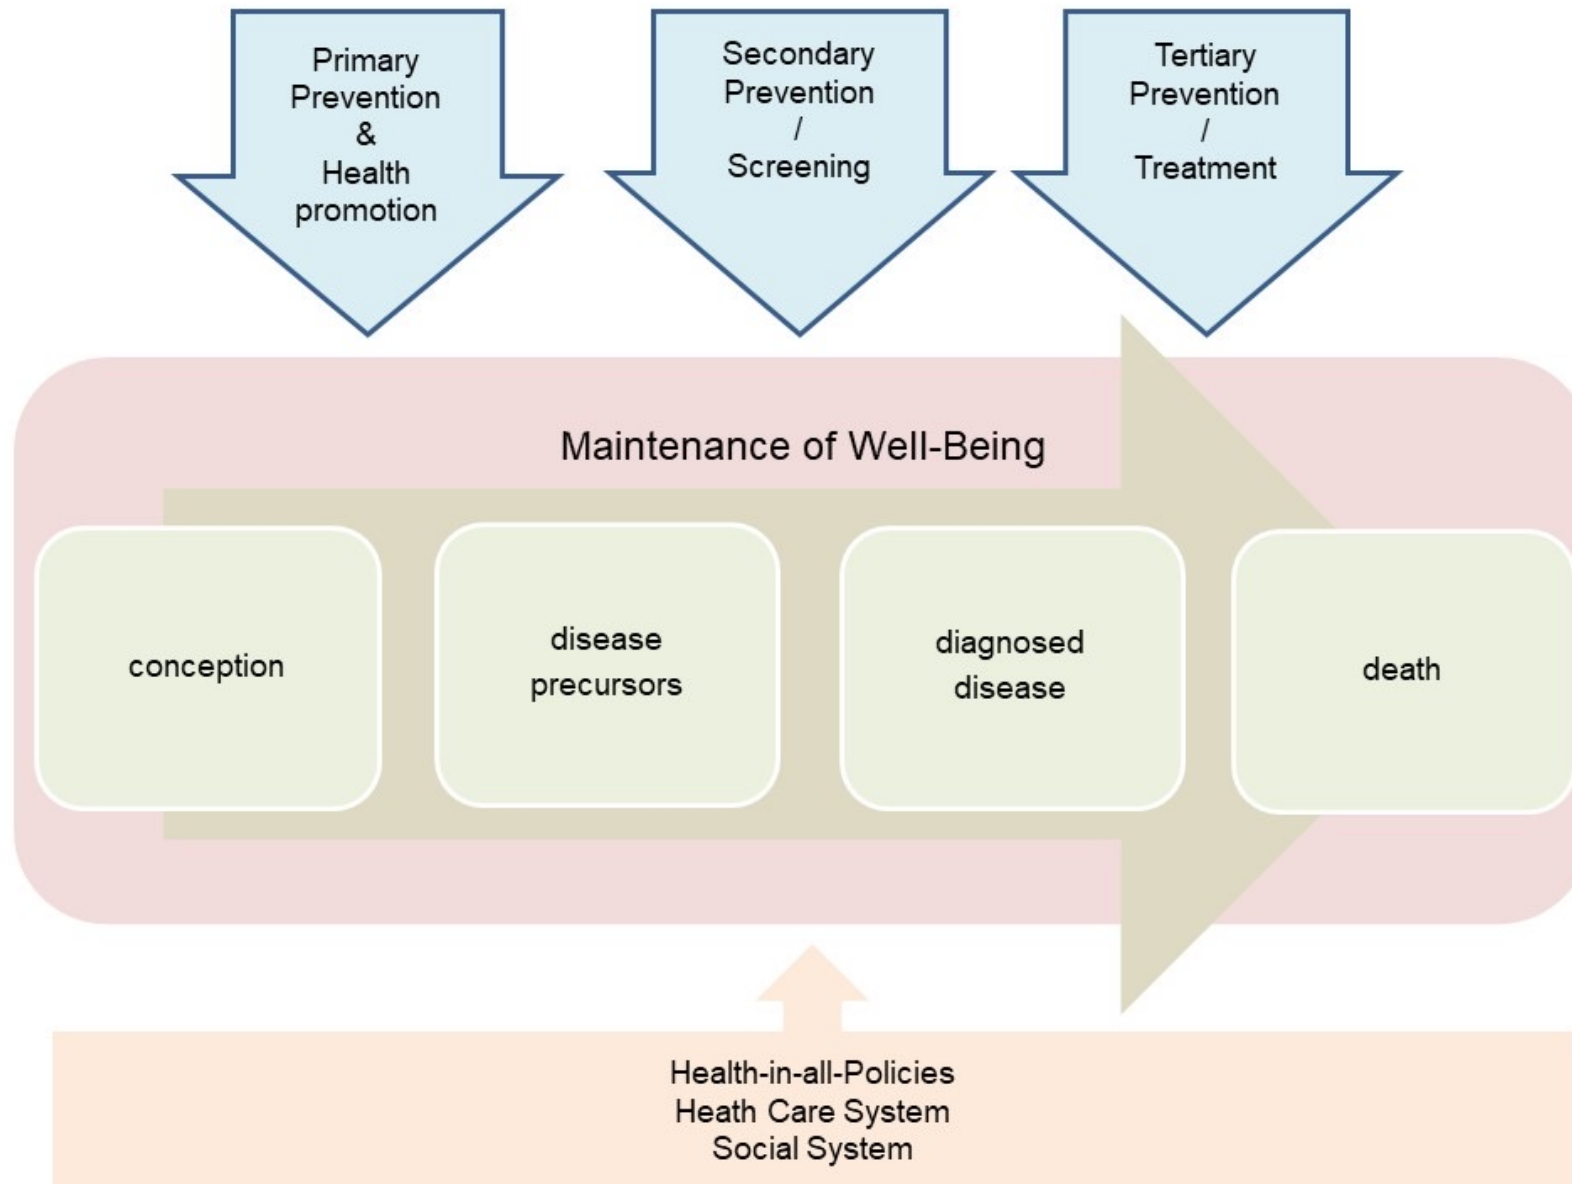 Primary
Prevention
&
Health
promotion
Secondary
Prevention
/
Screening
Tertiary
Prevention
/
Treatment
Maintenance of Well-Being
conception
disease
precursors
diagnosed
disease
death
Health-in-all-Policies
Heath Care System
Social System